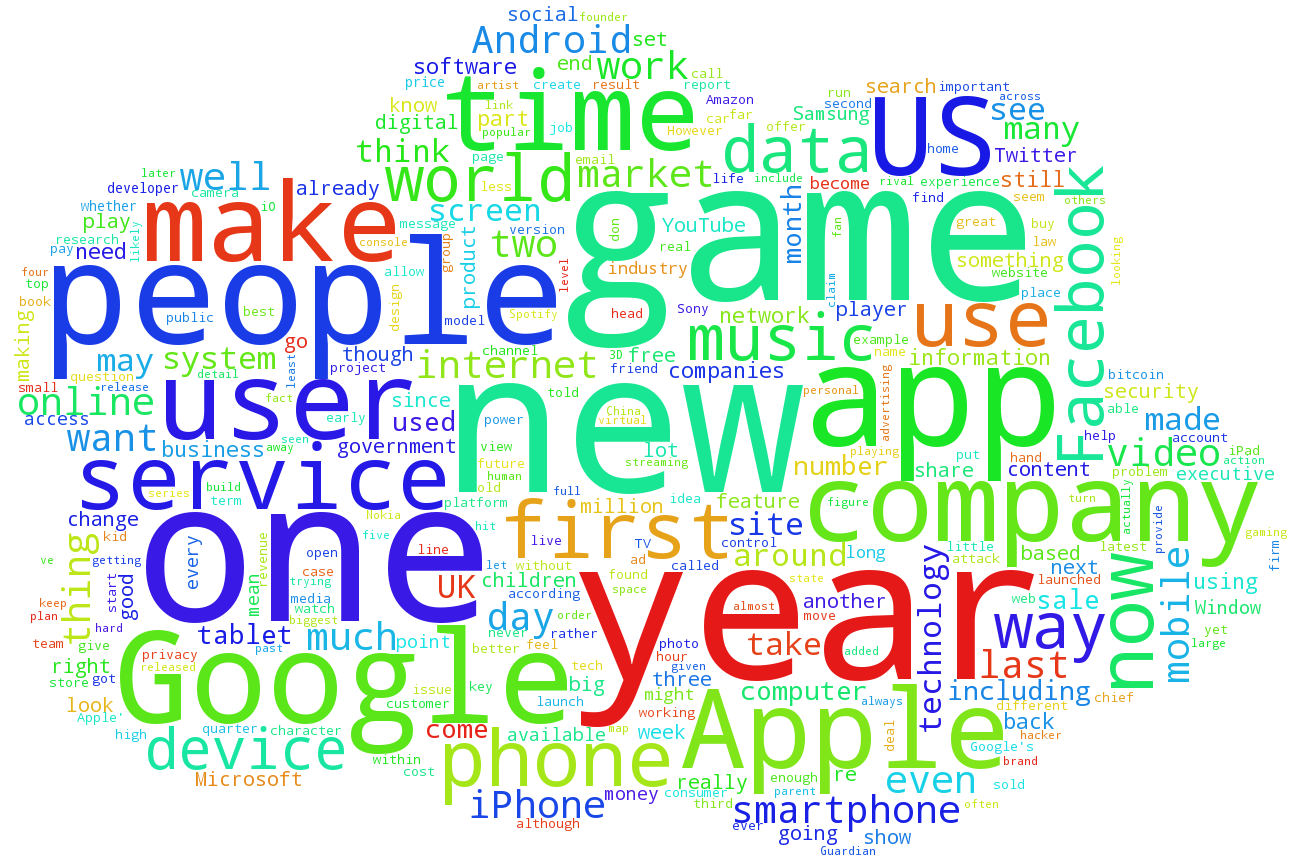 social
founder
Android
set
software
end
work
call
price
artist
create
result
report
time
search
important
know
link
Amazon
run
US
across
see
digital
part
popular
job
However
car
far
offer
Samsung
second
many
think
page
email
data
home
Twitter
later
well
already
world
less
market
life
include
month
become
rival
experience
still
developer
camera
find
seem
others
whether
iO
make
message
screen
version
two
don
game
YouTube
real
fan
great
buy
law
play
research
need
likely
console
group
product
industry
something
looking
pay
four
top
book
people
allow
design
level
website
place
Facebook
public
best
model
Spotify
head
Sony
network
claim
player
use
making
go
though
channel
3D
free
music
example
name
information
may
system
least
project
internet
friend
companies
small
question
release
detail
user
told
new
personal
app
bitcoin
online
fact
early
since
used
power
China
virtual
advertising
security
able
access
want
seen
away
government
view
lot
playing
put
help
made
account
business
future
human
streaming
number
share
hand
content
video
iPad
action
service
series
build
term
old
platform
full
idea
feature
figure
company
problem
executive
turn
change
one
Nokia
five
hit
first
million
site
actually
provide
gaming
kid
every
open
revenue
line
live
without
TV
control
around
long
little
attack
based
latest
firm
ve
getting
thing
good
start
case
trying
mean
media
let
according
ad
called
found
state
now
next
launched
keep
plan
watch
biggest
UK
children
space
year
technology
web
sale
using
Window
mobile
hard
tablet
much
day
order
almost
another
move
yet
team
past
point
never
rather
photo
take
way
large
right
privacy
give
Google
better
feel
tech
hour
given
added
last
store
released
got
issue
key
big
three
computer
including
chief
look
customer
launch
might
working
always
different
Apple'
quarter
character
come
available
map
week
Apple
deal
back
hacker
high
device
within
phone
Google's
brand
Microsoft
cost
really
enough
re
even
sold
iPhone
money
consumer
third
parent
smartphone
often
although
ever
going
show
Guardian